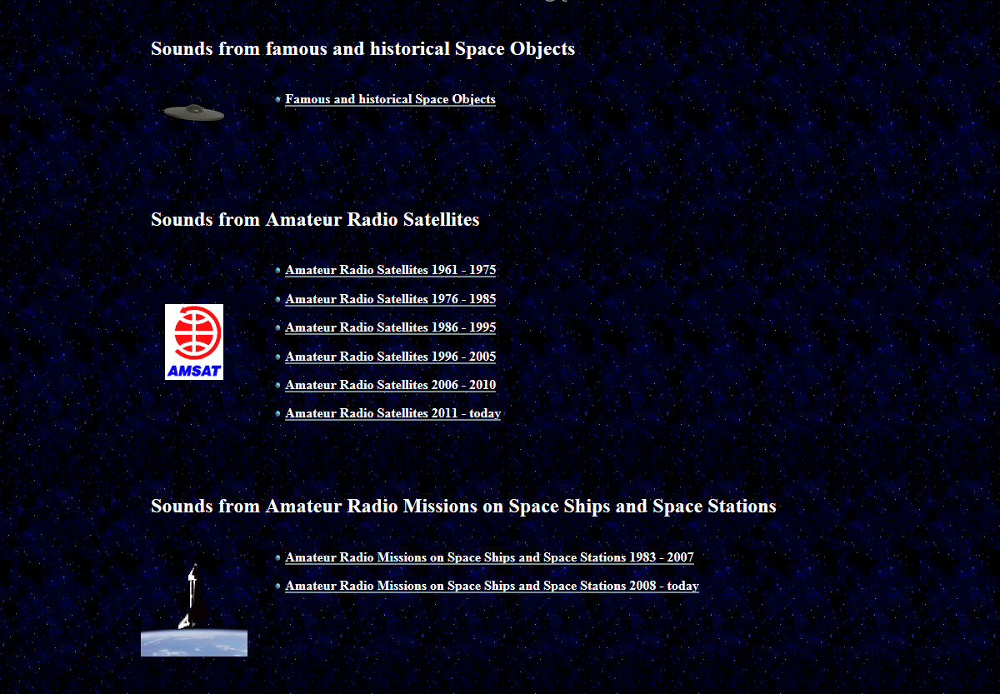 Sounds from famous and historical Space Objects
Famous and historical Space Objects
Sounds from Amateur Radio Satellites
Amateur Radio Satellites 1961 - 1975
Amateur Radio Satellites 1976 - 1985
Amateur Radio Satellites 1986 - 1995
Amateur Radio Satellites 1996 - 2005
Amateur Radio Satellites 2006 - 2010
Amateur Radio Satellites 2011 - today
AMSAT
Sounds from Amateur Radio Missions on Space Ships and Space Stations
Amateur Radio Missions on Space Ships and Space Stations 1983 - 2007
Amateur Radio Missions on Space Ships and Space Stations 2008 - today